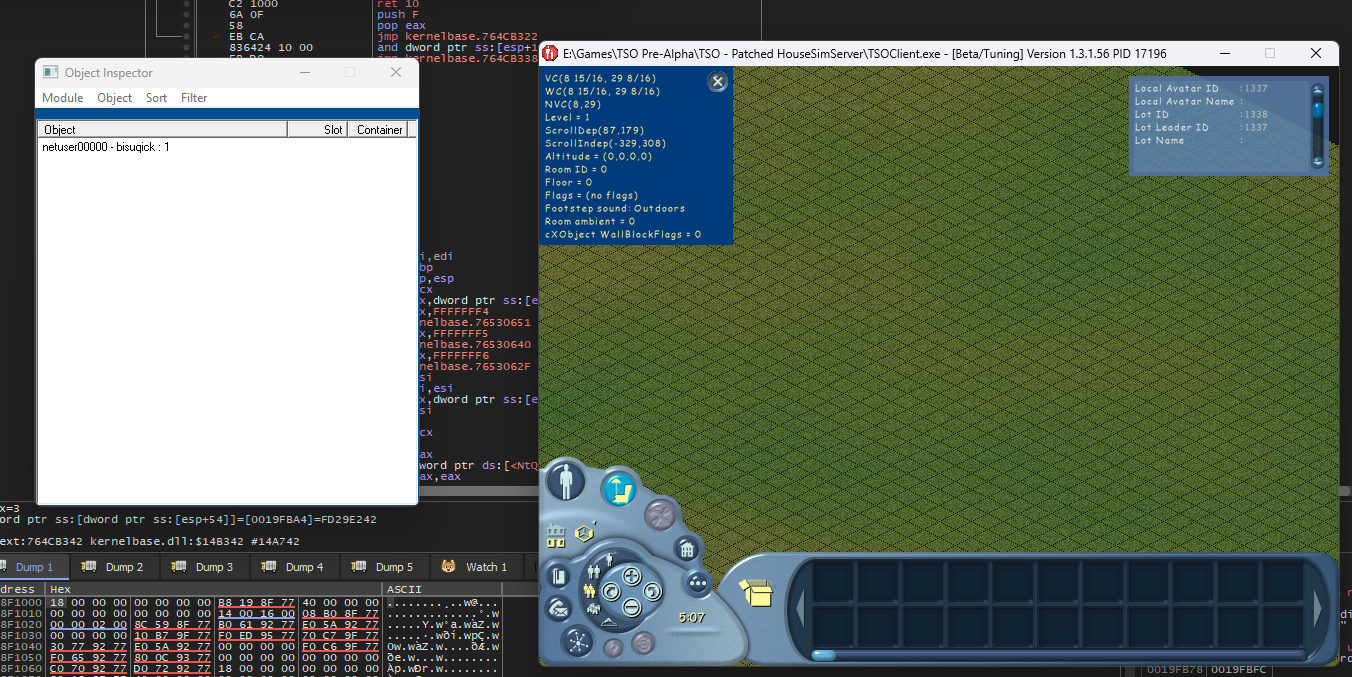 C2 1000
ret 10
6A 0F
push F
58
pop eax
EB CA
jmp kernelbase.764CB322
836424 10 00
and dword ptr ss:[esp+1
Object Inspector
Module Object Sort Filter
Object Slot Container
netuser00000 - bisuqick : 1
E:\Games\TSO Pre-Alpha\TSO - Patched HouseSimServer\TSOClient.exe - [Beta/Tuning] Version 1.3.1.56 PID 17196
VC(8 15/16, 29 8/16)
WC(8 15/16, 29 8/16)
NVC(8,29)
Level = 1
ScrollDep(87,179)
ScrollIndep(-329,308)
Altitude = (0,0,0,0)
Room ID = 0
Floor = 0
Flags = (no flags)
Footstep sound: Outdoors
Room ambient = 0
cXObject WallBlockFlags = 0
Local Avatar ID :1337
Local Avatar Name :
Lot ID :1338
Lot Leader ID :1337
Lot Name :
i,edi
bp
p,esp
cx
x,dword ptr ss:[e
x,FFFFFFF4
nelbase.76530651
x,FFFFFFF5
nelbase.76530640
x,FFFFFFF6
nelbase.7653062F
si
i,esi
x,dword ptr ss:[e
si
cx
ax
word ptr ds:[<NtQ
ax,eax
x=3
ord ptr ss:[dword ptr ss:[esp+54]]=[0019FBA4]=FD29E242
ext:764CB342 kernelbase.dll:$14B342 #14A742
Dump 1 Dump 2 Dump 3 Dump 4 Dump 5 Watch 1
dress Hex ASCII
8F1000 18 00 00 00 00 00 00 00 B8 19 8F 77 40 00 00 00
8F1010 00 00 00 00 00 00 00 00 14 00 16 00 08 B0 8F 77
8F1020 00 00 02 00 8C 59 8F 77 B0 61 92 77 E0 5A 92 77
8F1030 00 00 00 00 10 B7 9F 77 F0 ED 95 77 70 C7 9F 77
8F1040 30 77 92 77 E0 5A 92 77 00 00 00 00 F0 C6 9F 77
8F1050 F0 65 92 77 80 0C 93 77 00 00 00 00 00 00 00 00
8F1060 C0 70 92 77 D0 72 92 77 18 00 00 00 00 00 00 00
5:07
0019FB78 0019FBFC